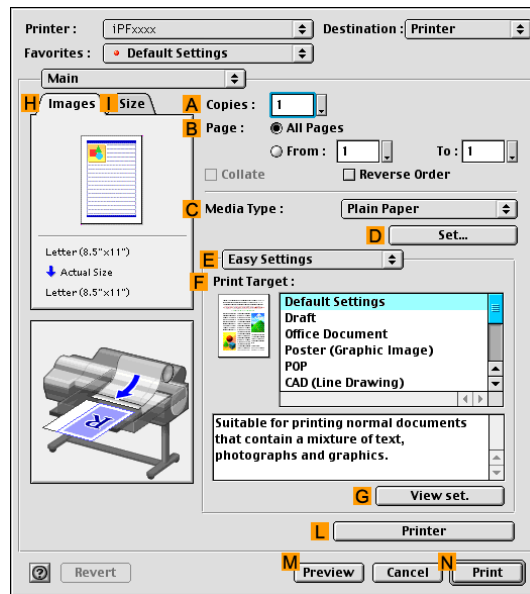 Printer : iPFxxxx Destination : Printer
Favorites : Default Settings
Main
H Images I Size
A Copies : 1
B Page : All Pages
From : 1 To : 1
Collate Reverse Order
C Media Type : Plain Paper
D Set...
Letter (8.5"x11")
Actual Size
Letter (8.5"x11")
E Easy Settings
F Print Target :
Default Settings
Draft
Office Document
Poster (Graphic Image)
POP
CAD (Line Drawing)
R
Suitable for printing normal documents
that contain a mixture of text,
photographs and graphics.
G View set.
L Printer
? Revert M Preview Cancel N Print